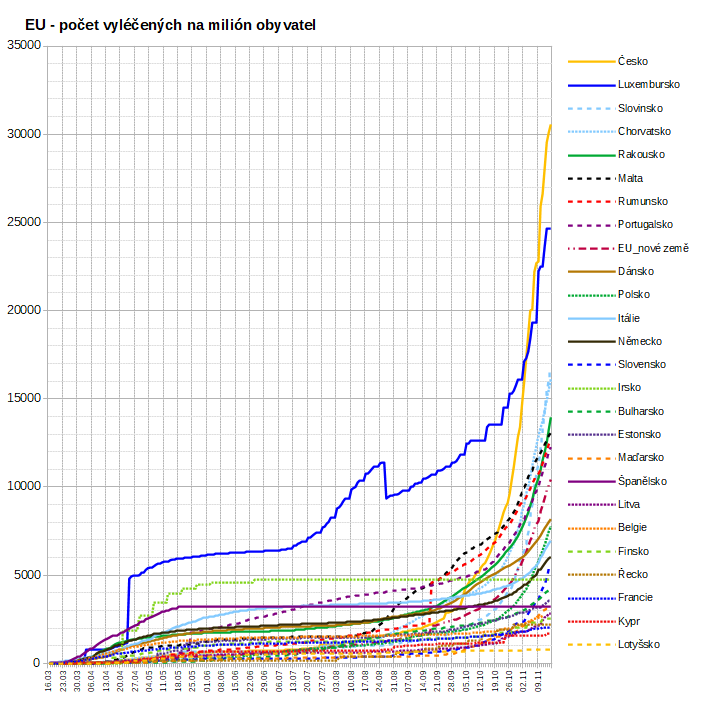 EU - počet vyléčených na milión obyvatel
35000
30000
25000
20000
15000
10000
5000
0
16.03
23.03
30.03
06.04
13.04
20.04
27.04
04.05
11.05
18.05
25.05
01.06
08.06
15.06
22.06
29.06
06.07
13.07
20.07
27.07
03.08
10.08
17.08
24.08
31.08
07.09
14.09
21.09
28.09
05.10
12.10
19.10
26.10
02.11
09.11
Česko
Luxembursko
Slovinsko
Chorvatsko
Rakousko
Malta
Rumunsko
Portugalsko
EU_nové země
Dánsko
Polsko
Itálie
Německo
Slovensko
Irsko
Bulharsko
Estonsko
Maďarsko
Španělsko
Litva
Belgie
Finsko
Řecko
Francie
Kypr
Lotyšsko